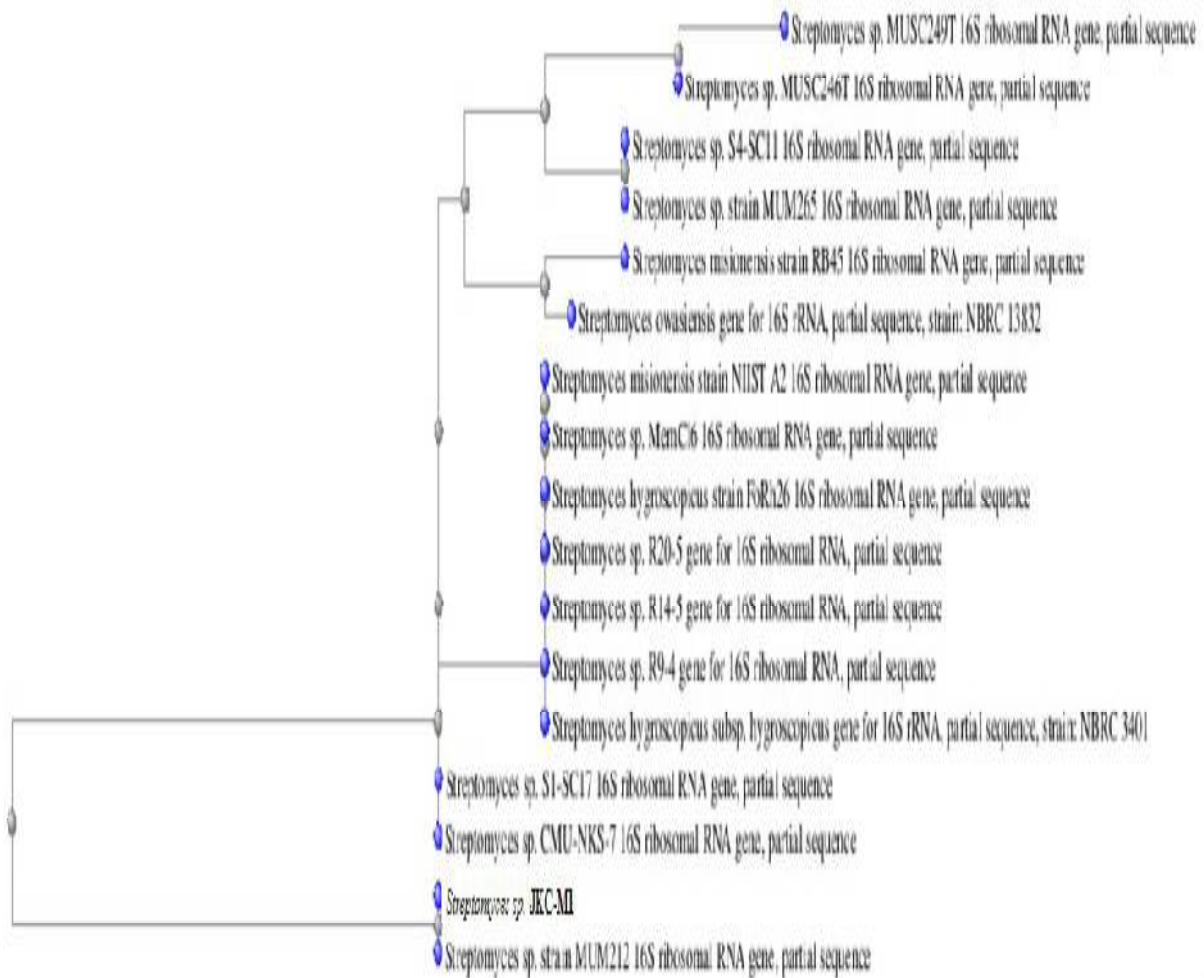 Streptomyces sp. MUSC249T 16S ribosomal RNA gene, partial sequence
Streptomyces sp. MUSC246T 16S ribosomal RNA gene, partial sequence
Streptomyces sp. S4-SC11 16S ribosomal RNA gene, partial sequence
Streptomyces sp. strain MUM265 16S ribosomal RNA gene, partial sequence
Streptomyces misionensis strain RB45 16S ribosomal RNA gene, partial sequence
Streptomyces owasiensis gene for 16S rRNA, partial sequence, strain: NBRC 13832
Streptomyces misionensis strain NIIST A2 16S ribosomal RNA gene, partial sequence
Streptomyces sp. MemCl6 16S ribosomal RNA gene, partial sequence
Streptomyces hygroscopicus strain FoRh26 16S ribosomal RNA gene, partial sequence
Streptomyces sp. R20-5 gene for 16S ribosomal RNA, partial sequence
Streptomyces sp. R14-5 gene for 16S ribosomal RNA, partial sequence
Streptomyces sp. R9-4 gene for 16S ribosomal RNA, partial sequence
Streptomyces hygroscopicus subsp. hygroscopicus gene for 16S rRNA, partial sequence, strain: NBRC 3401
Streptomyces sp. S1-SC17 16S ribosomal RNA gene, partial sequence
Streptomyces sp. CMU-NKS-7 16S ribosomal RNA gene, partial sequence
Streptomyces sp. JKC-M1
Streptomyces sp. strain MUM212 16S ribosomal RNA gene, partial sequence